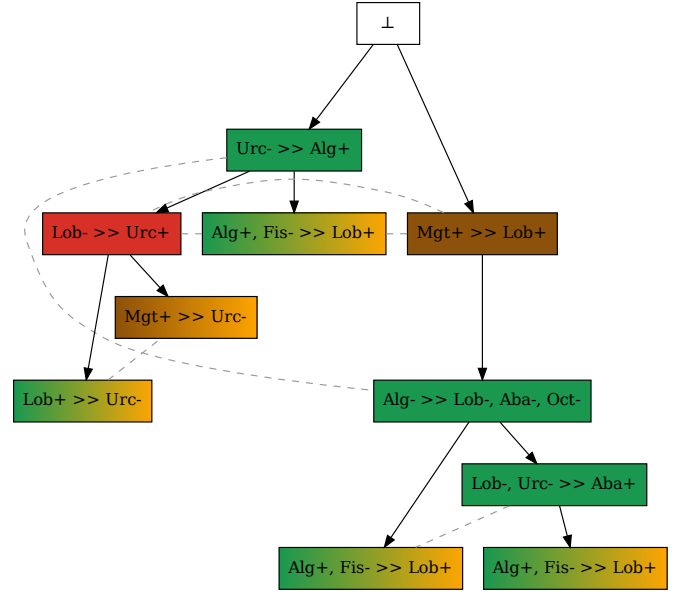 ⊥
Urc- >> Alg+
Lob- >> Urc+
Alg+, Fis- >> Lob+
Mgt+ >> Lob+
Mgt+ >> Urc-
Lob+ >> Urc-
Alg- >> Lob-, Aba-, Oct-
Lob-, Urc- >> Aba+
Alg+, Fis- >> Lob+
Alg+, Fis- >> Lob+